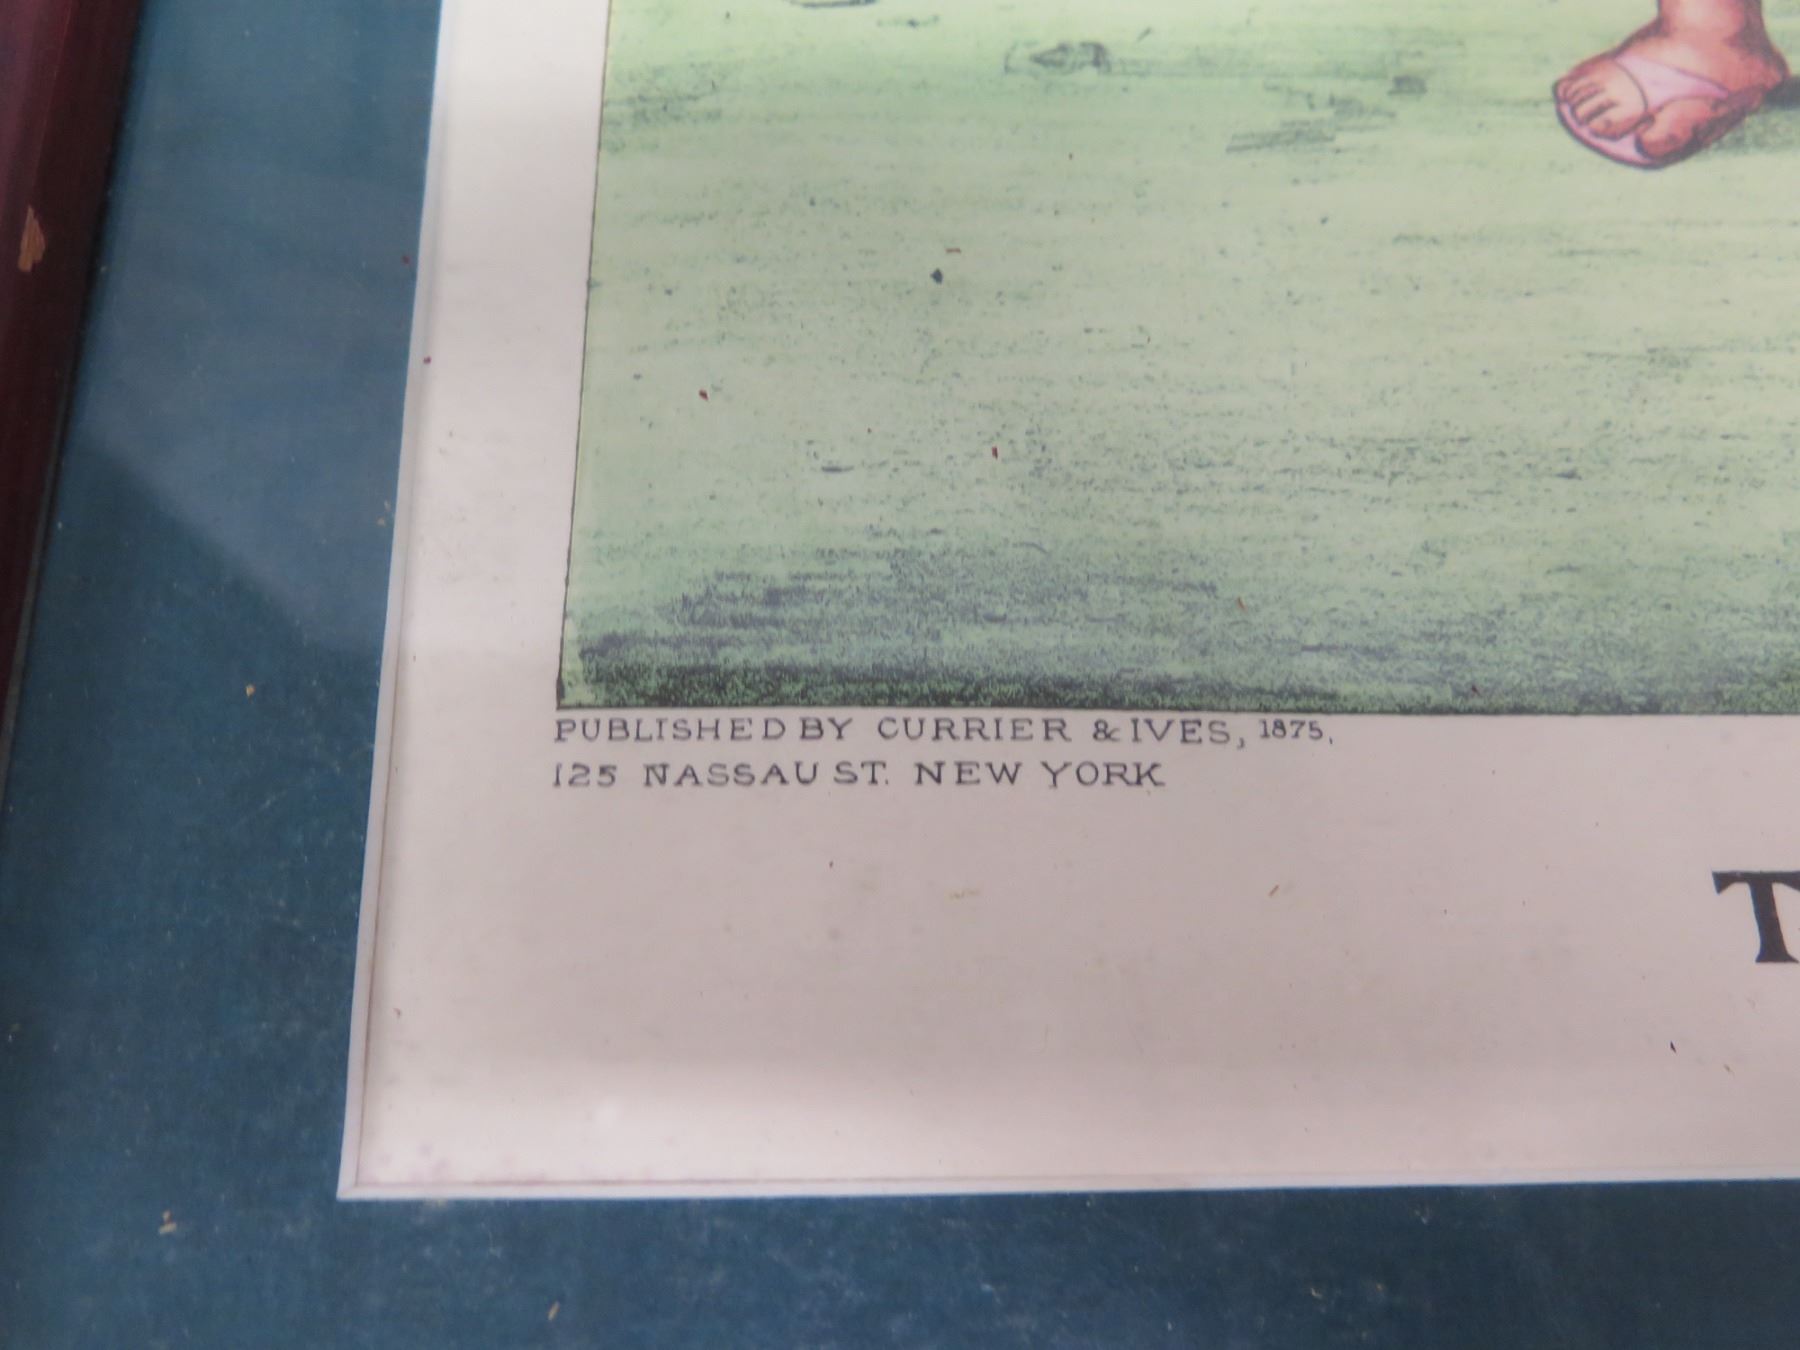 PUBLISHED BY CURRIER & IVES, 1875,
125 NASSAU ST. NEW YORK
T